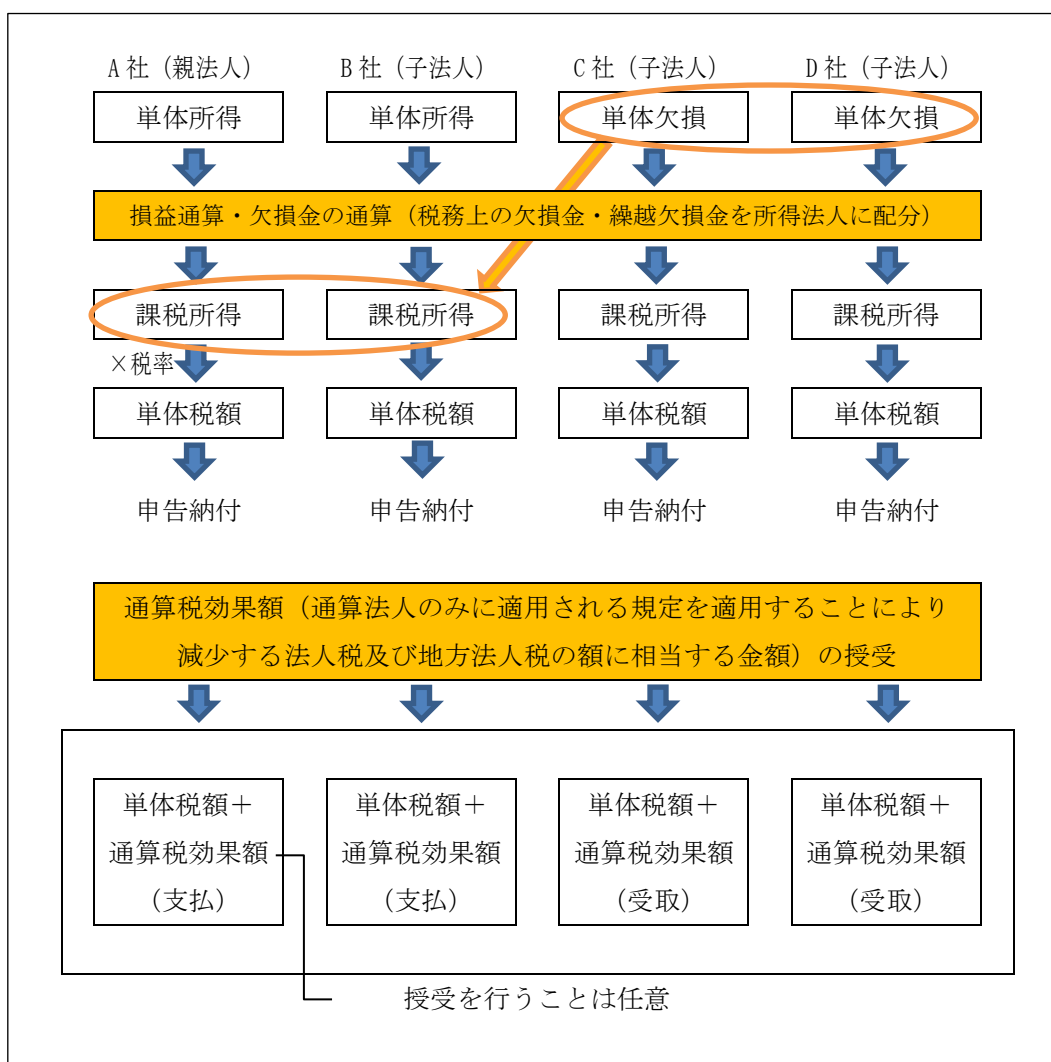 A社（親法人） B社（子法人） C社（子法人） D社（子法人）
単体所得 単体所得 単体欠損 単体欠損
損益通算・欠損金の通算（税務上の欠損金・繰越欠損金を所得法人に配分）
課税所得 課税所得 課税所得 課税所得
×税率
単体税額 単体税額 単体税額 単体税額
申告納付 申告納付 申告納付 申告納付
通算税効果額（通算法人のみに適用される規定を適用することにより
減少する法人税及び地方法人税の額に相当する金額）の授受
単体税額＋ 単体税額＋ 単体税額＋ 単体税額＋
通算税効果額 通算税効果額 通算税効果額 通算税効果額
（支払） （支払） （受取） （受取）
授受を行うことは任意